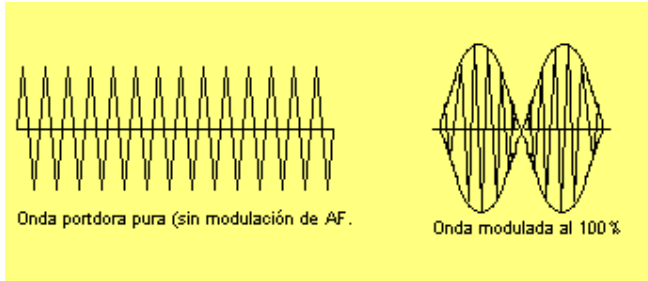 Onda portdora pura (sin modulación de AF.
Onda modulada al 100%